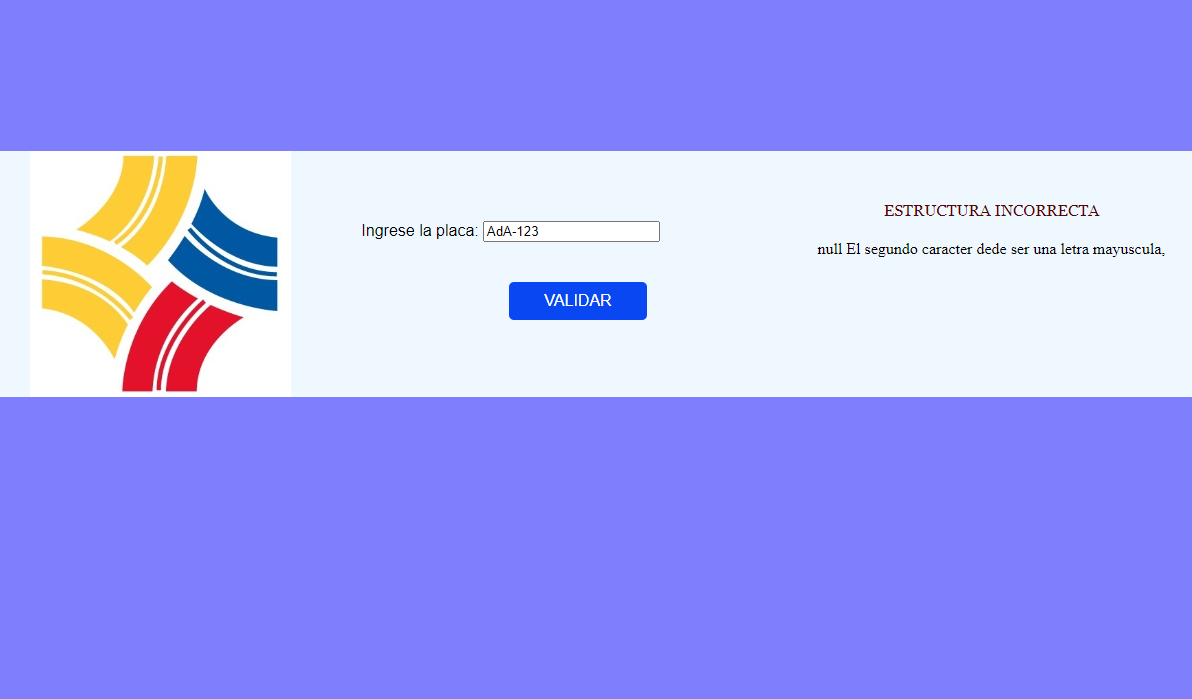 Ingrese la placa: AdA-123
VALIDAR
ESTRUCTURA INCORRECTA
null El segundo caracter dede ser una letra mayuscula,